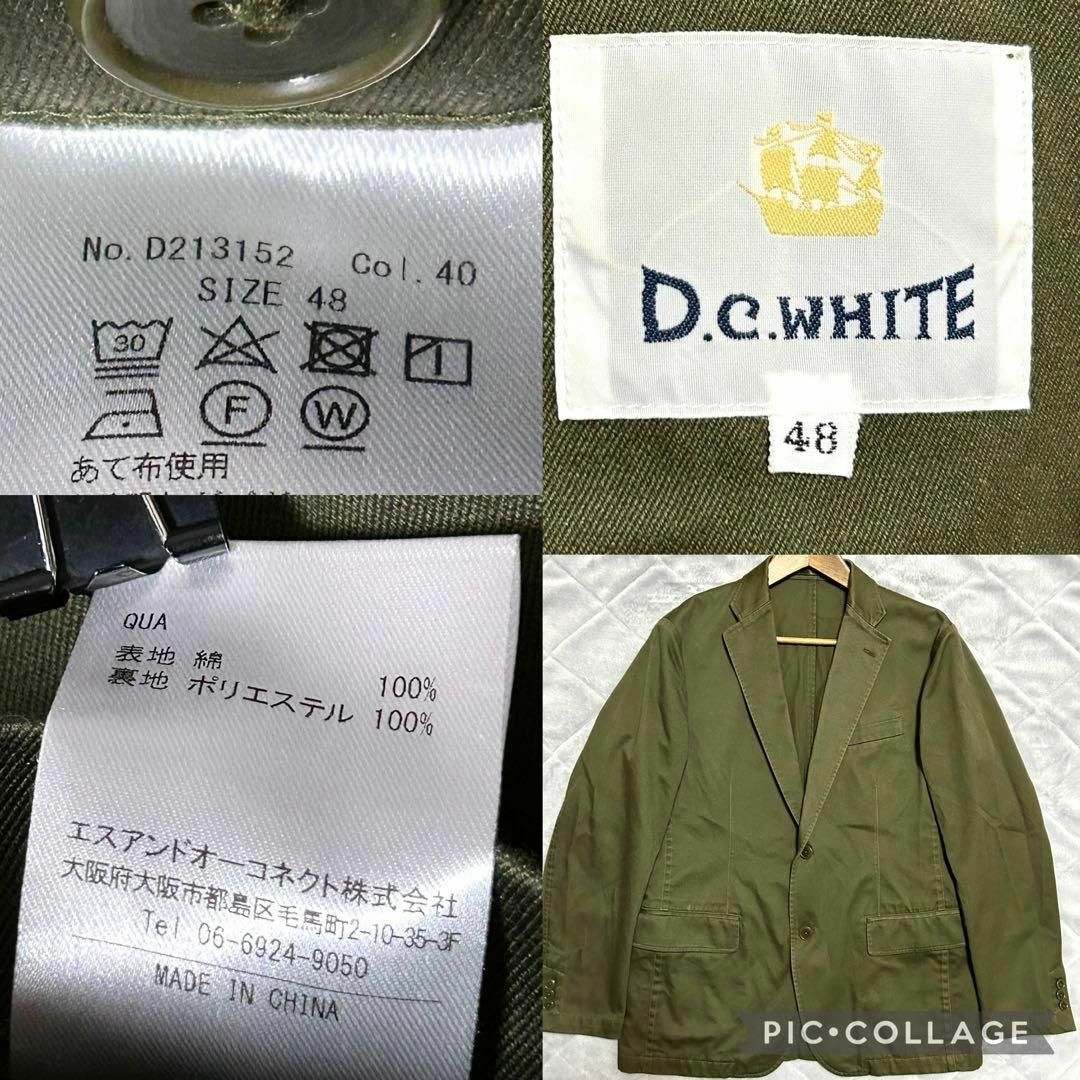 No. D213152 Col. 40
SIZE 48
30
F W
あて布使用
D.C.WHITE
48
QUA
表地 綿 100%
裏地 ポリエステル 100%
エスアンドオーコネクト株式会社
大阪府大阪市都島区毛馬町2-10-35-3F
Tel 06-6924-9050
MADE IN CHINA
PIC•COLLAGE